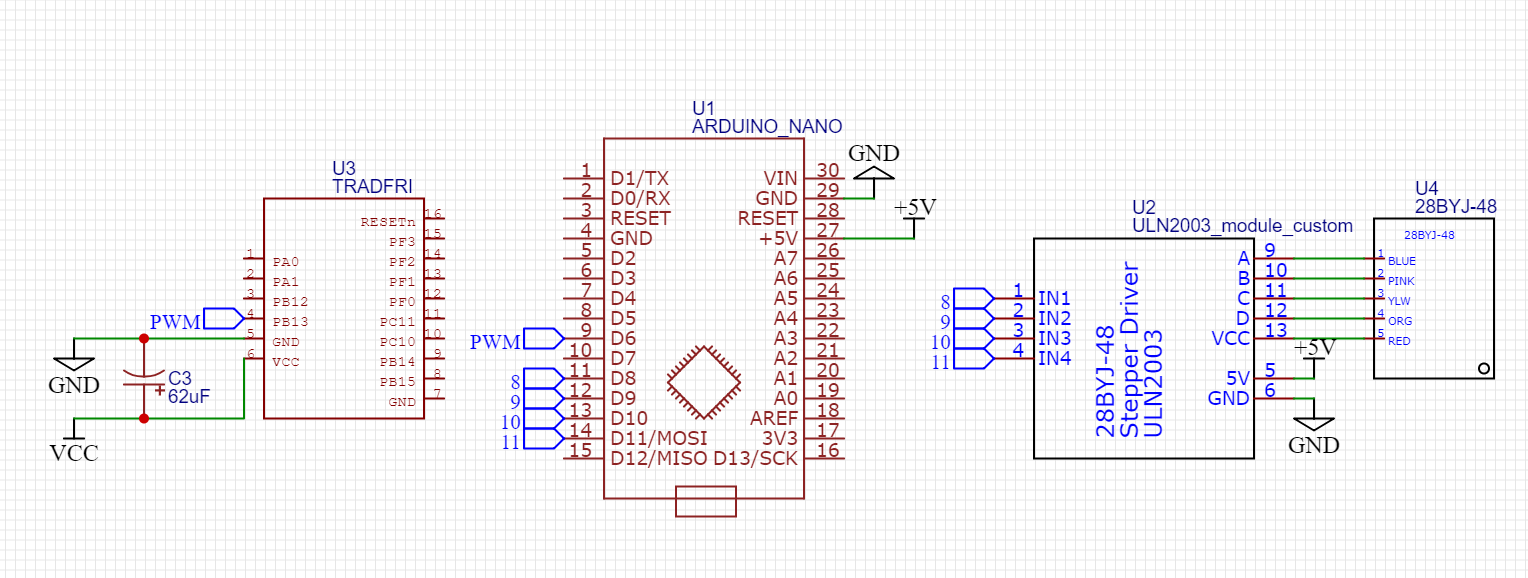 U3
TRADFRI
RESETn 16
PF3 15
1 PA0 PF2 14
2 PA1 PF1 13
3 PB12 PF0 12
PWM 4 PB13 PC11 11
5 GND PC10 10
6 VCC PB14 9
PB15 8
GND 7
GND
C3
62uF
+
VCC
U1
ARDUINO_NANO
1 D1/TX VIN 30
2 D0/RX GND 29
3 RESET RESET 28
4 GND +5V 27
5 D2 A7 26
6 D3 A6 25
7 D4 A5 24
8 D5 A4 23
PWM 9 D6 A3 22
10 D7 A2 21
8 11 D8 A1 20
9 12 D9 A0 19
10 13 D10 AREF 18
11 14 D11/MOSI 3V3 17
15 D12/MISO D13/SCK 16
GND
+5V
U2
ULN2003_module_custom
8 1 IN1
9 2 IN2
10 3 IN3
11 4 IN4
28BYJ-48
Stepper Driver
ULN2003
A 9
B 10
C 11
D 12
VCC 13
+5V
5V 5
GND 6
GND
U4
28BYJ-48
28BYJ-48
1 BLUE
2 PINK
3 YLW
4 ORG
5 RED